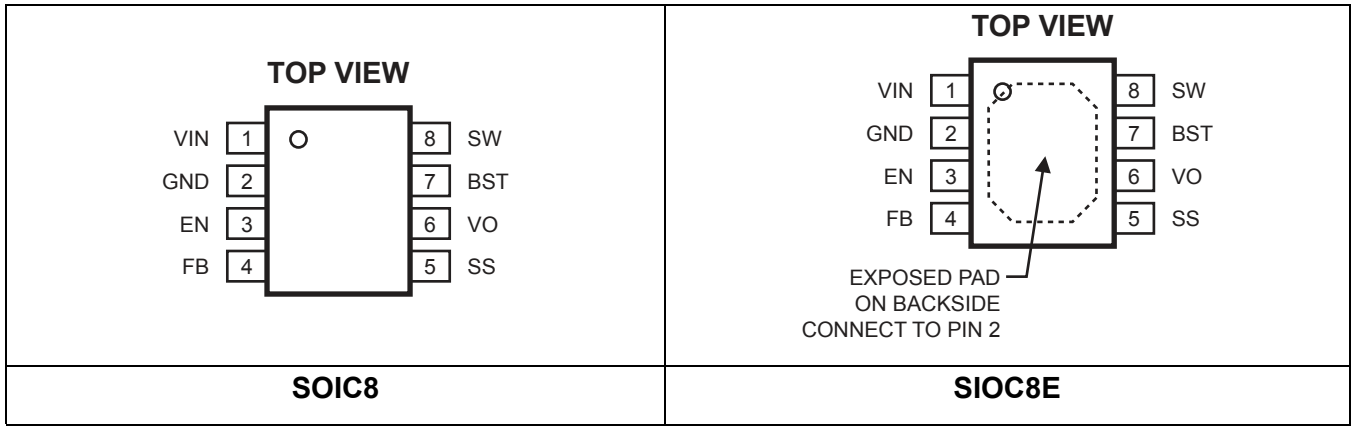 TOP VIEW
VIN 1 8 SW
GND 2 7 BST
EN 3 6 VO
FB 4 5 SS
SOIC8
TOP VIEW
VIN 1 8 SW
GND 2 7 BST
EN 3 6 VO
FB 4 5 SS
EXPOSED PAD
ON BACKSIDE
CONNECT TO PIN 2
SIOC8E